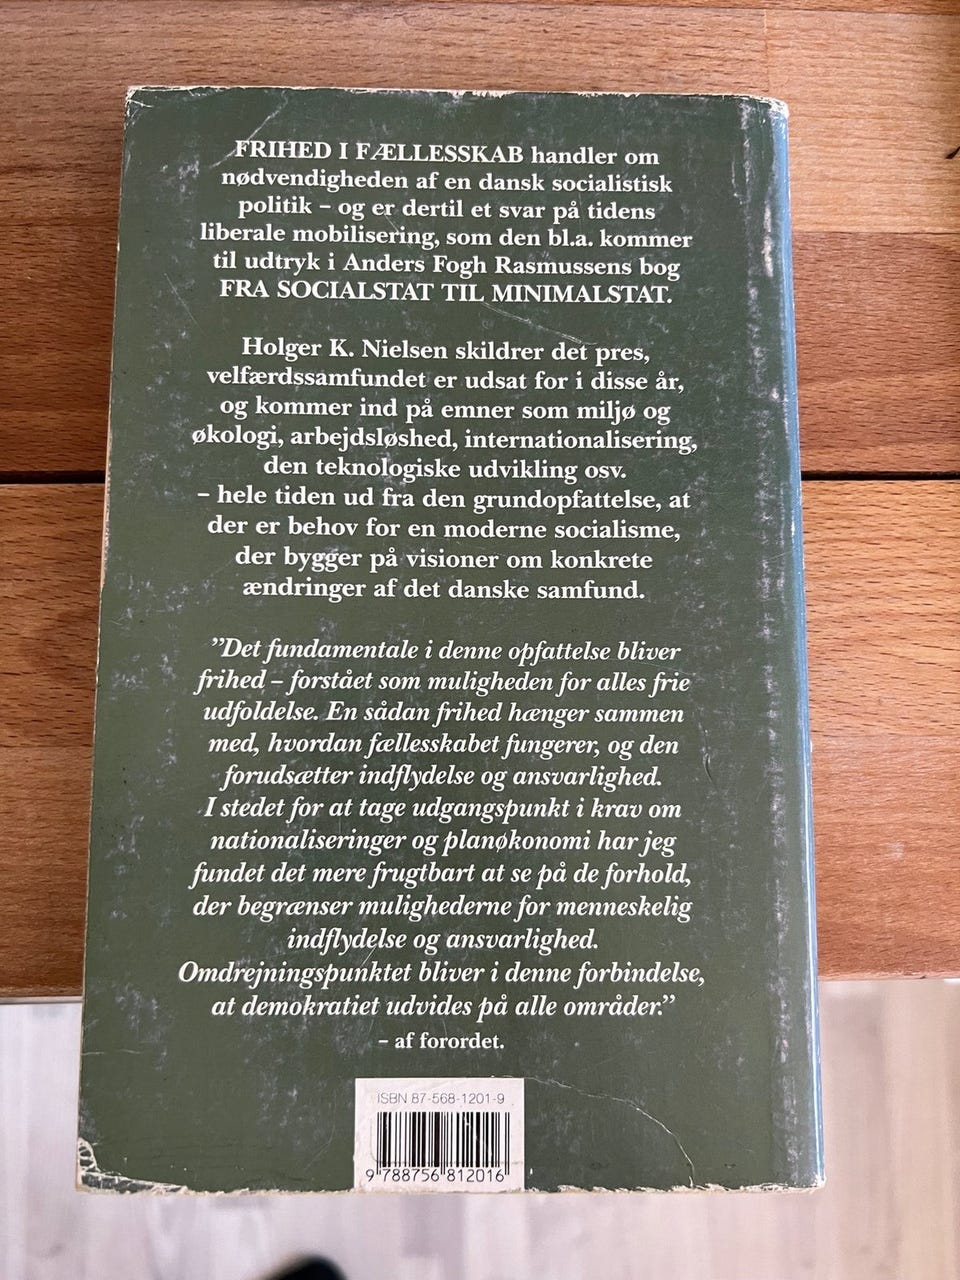 FRIHED I FÆLLESSKAB handler om
nødvendigheden af en dansk socialistisk
politik – og er dertil et svar på tidens
liberale mobilisering, som den bl.a. kommer
til udtryk i Anders Fogh Rasmussens bog
FRA SOCIALSTAT TIL MINIMALSTAT.
Holger K. Nielsen skildrer det pres,
velfærdssamfundet er udsat for i disse år,
og kommer ind på emner som miljø og
økologi, arbejdsløshed, internationalisering,
den teknologiske udvikling osv.
– hele tiden ud fra den grundopfattelse, at
der er behov for en moderne socialisme,
der bygger på visioner om konkrete
ændringer af det danske samfund.
”Det fundamentale i denne opfattelse bliver
frihed – forstået som muligheden for alles frie
udfoldelse. En sådan frihed hænger sammen
med, hvordan fællesskabet fungerer, og den
forudsætter indflydelse og ansvarlighed.
I stedet for at tage udgangspunkt i krav om
nationaliseringer og planøkonomi har jeg
fundet det mere frugtbart at se på de forhold,
der begrænser mulighederne for menneskelig
indflydelse og ansvarlighed.
Omdrejningspunktet bliver i denne forbindelse,
at demokratiet udvides på alle områder.”
– af forordet.
ISBN 87-568-1201-9
9 788756 812016